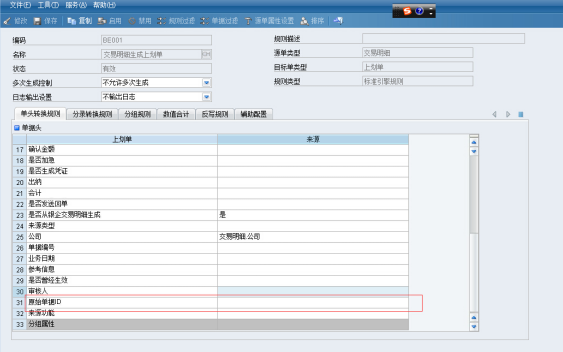 文件(F) 工具(T) 服务(B) 帮助(H)
修改 保存 复制 启用 禁用 规则过滤 单据过滤 源单属性设置 推移
编码 BE001 规则描述
名称 交易明细生成上划单 源单类型 交易明细
状态 有效 目标单类型 上划单
多次生成控制 不允许多次生成 规则类型 标准引擎规则
日志输出设置 不输出日志
单头转换规则 分录转换规则 分组规则 数值合计 反写规则 辅助配置
单据头
上划单 来源
17 确认金额
18 是否加急
19 是否生成凭证
20 出纳
21 会计
22 是否发送回单
23 是否从银企交易明细生成 是
24 来源类型
25 公司 交易明细.公司
26 单据编号
27 业务日期
28 参考信息
29 是否曾经生效
30 审核人
31 原始单据ID
32 来源功能
33 分组属性